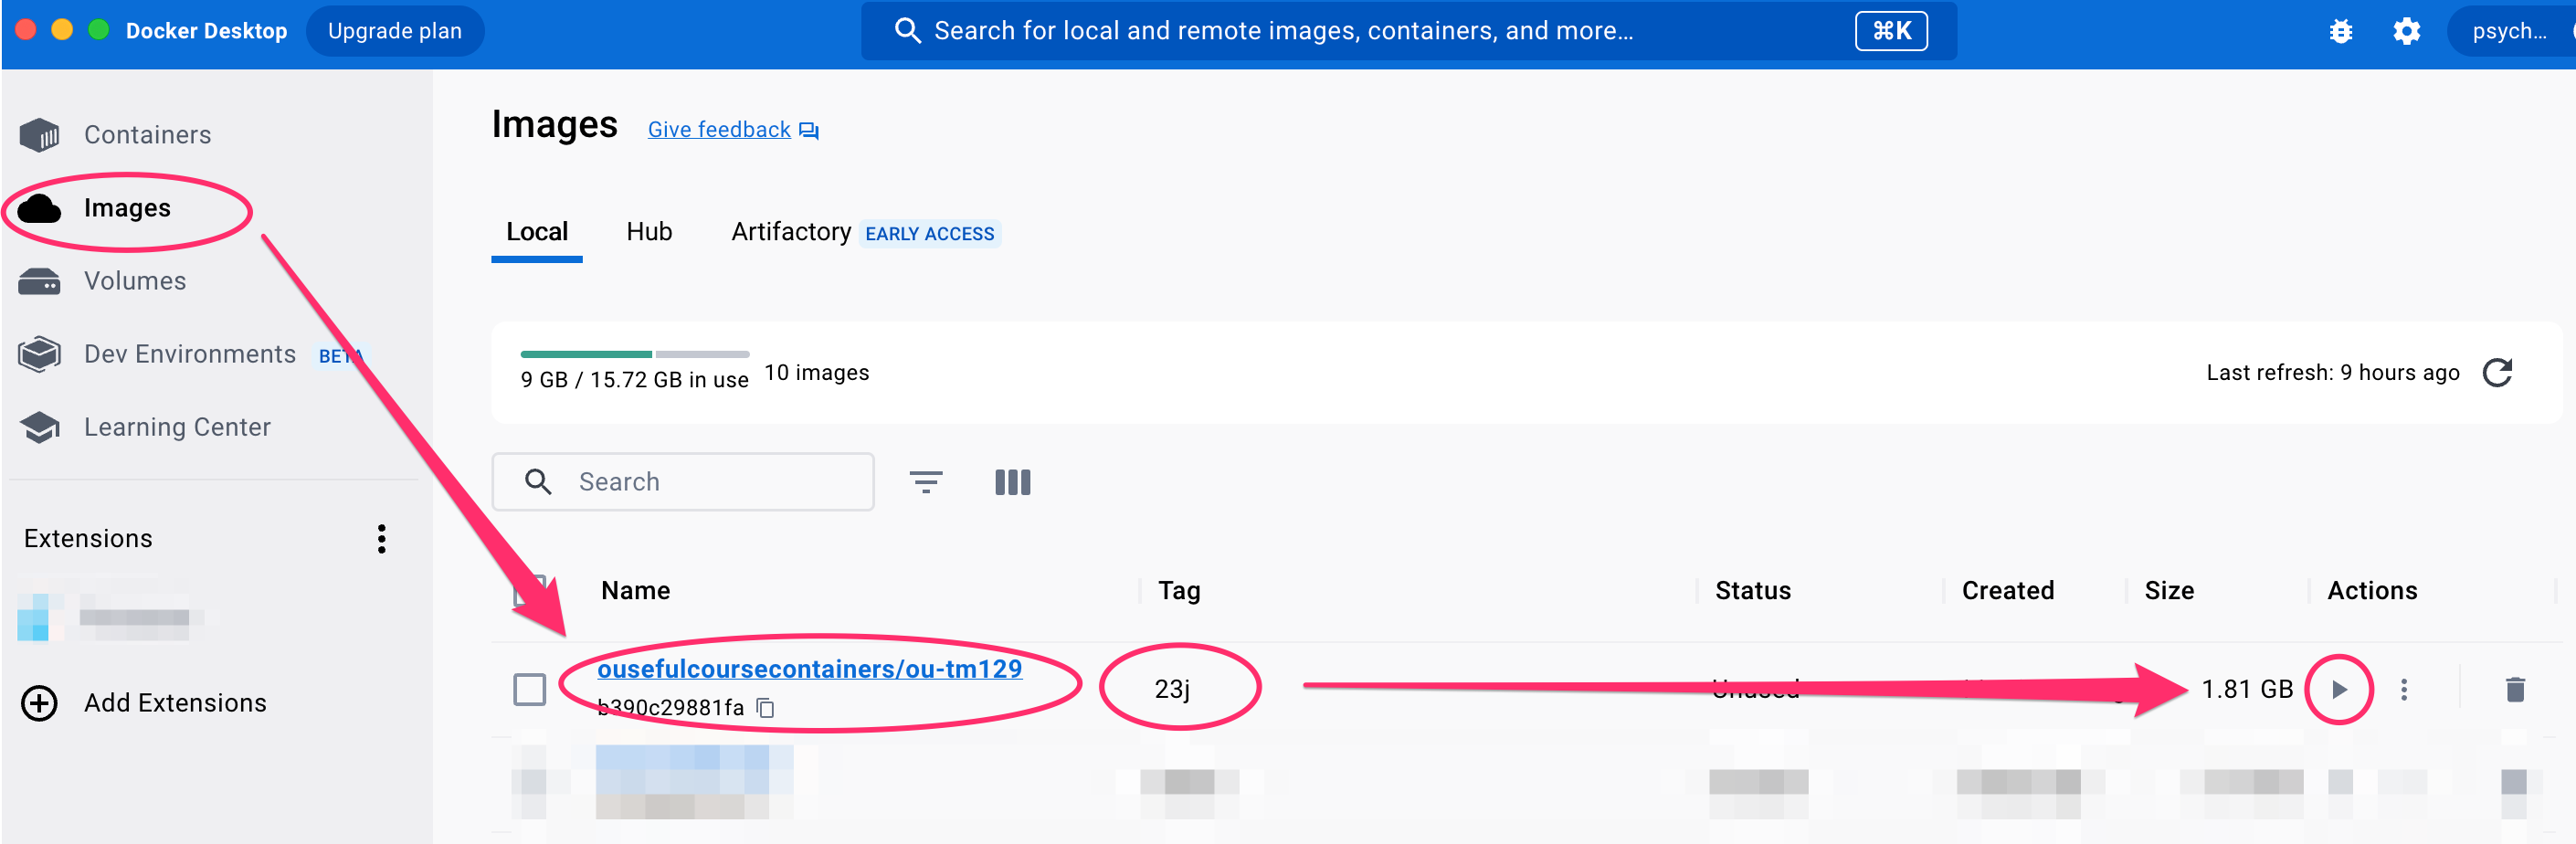 Docker Desktop Upgrade plan Search for local and remote images, containers, and more... ⌘K psych...
Containers
Images
Volumes
Dev Environments BETA
Learning Center
Extensions
Add Extensions
Images Give feedback
Local Hub Artifactory EARLY ACCESS
9 GB / 15.72 GB in use 10 images Last refresh: 9 hours ago
Search
Name Tag Status Created Size Actions
ousefulcoursecontainers/ou-tm129 23j Unused 1.81 GB
b390c29881fa